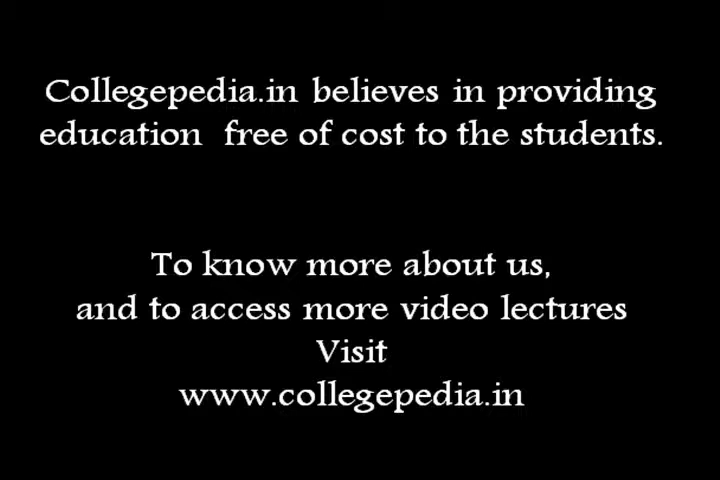 Collegepedia.in believes in providing
education  free of cost to the students.
To know more about us,
and to access more video lectures
Visit
www.collegepedia.in